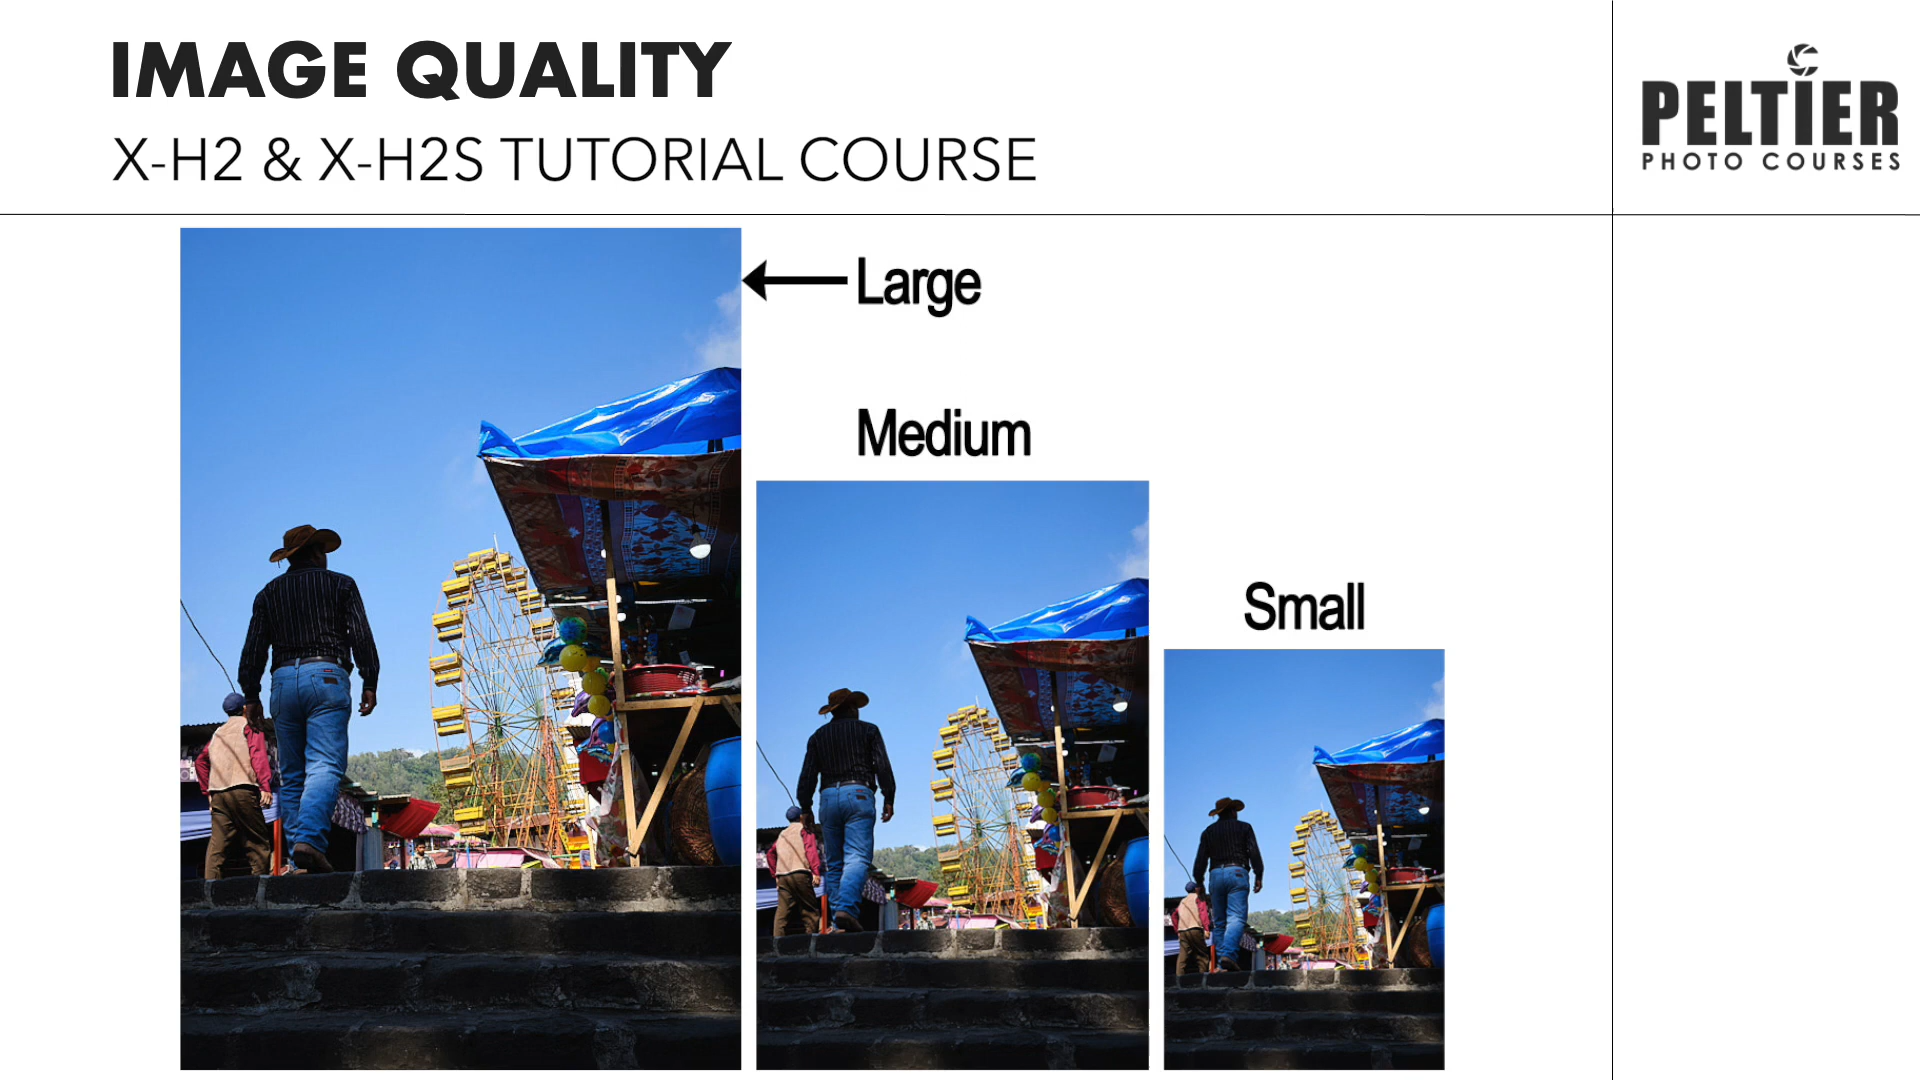 IMAGE QUALITY
X-H2 & X-H2S TUTORIAL COURSE
PELTIER
PHOTO COURSES
Large
Medium
Small